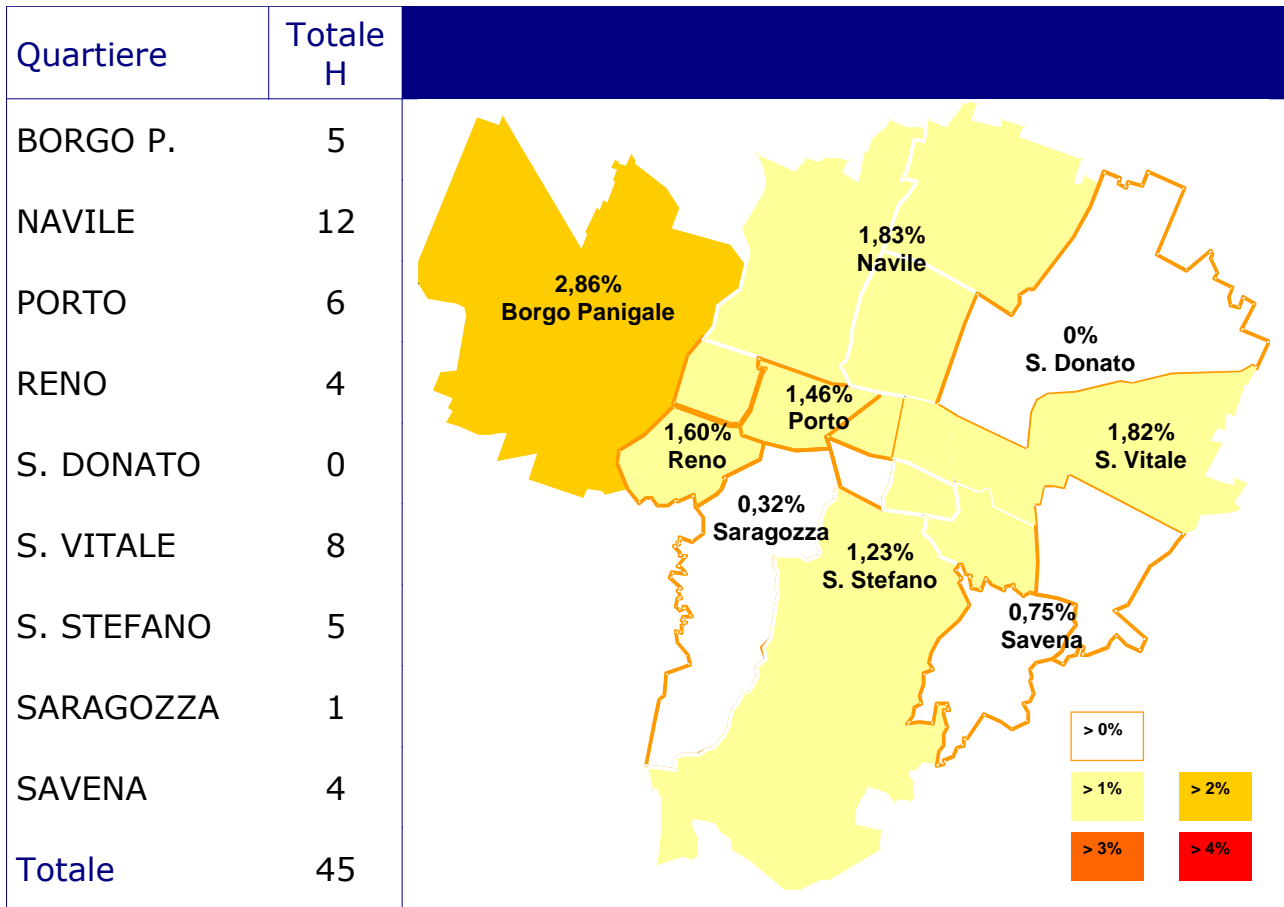 Quartiere
Totale
H
BORGO P.
5
NAVILE
12
PORTO
6
RENO
4
S. DONATO
0
S. VITALE
8
S. STEFANO
5
SARAGOZZA
1
SAVENA
4
Totale
45
1,83%
Navile
2,86%
Borgo Panigale
0%
S. Donato
1,46%
Porto
1,60%
Reno
1,82%
S. Vitale
0,32%
Saragozza
1,23%
S. Stefano
0,75%
Savena
> 0%
> 1%
> 2%
> 3%
> 4%